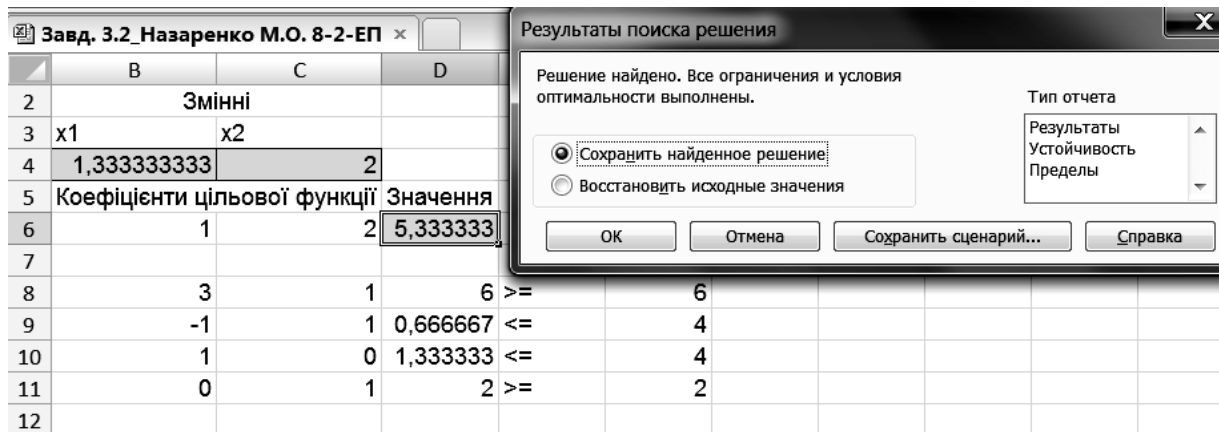 Завд. 3.2_Назаренко М.О. 8-2-ЕП ×
B C D
2 Змінні
3 x1 x2
4 1,333333333 2
5 Коефіцієнти цільової функції Значення
6 1 2 5,333333
7
8 3 1 6 >= 6
9 -1 1 0,666667 <= 4
10 1 0 1,333333 <= 4
11 0 1 2 >= 2
12
Результаты поиска решения X
Решение найдено. Все ограничения и условия
оптимальности выполнены.
Тип отчета
Результаты
Устойчивость
Пределы
Сохранить найденное решение
Восстановить исходные значения
ОК Отмена Сохранить сценарий... Справка